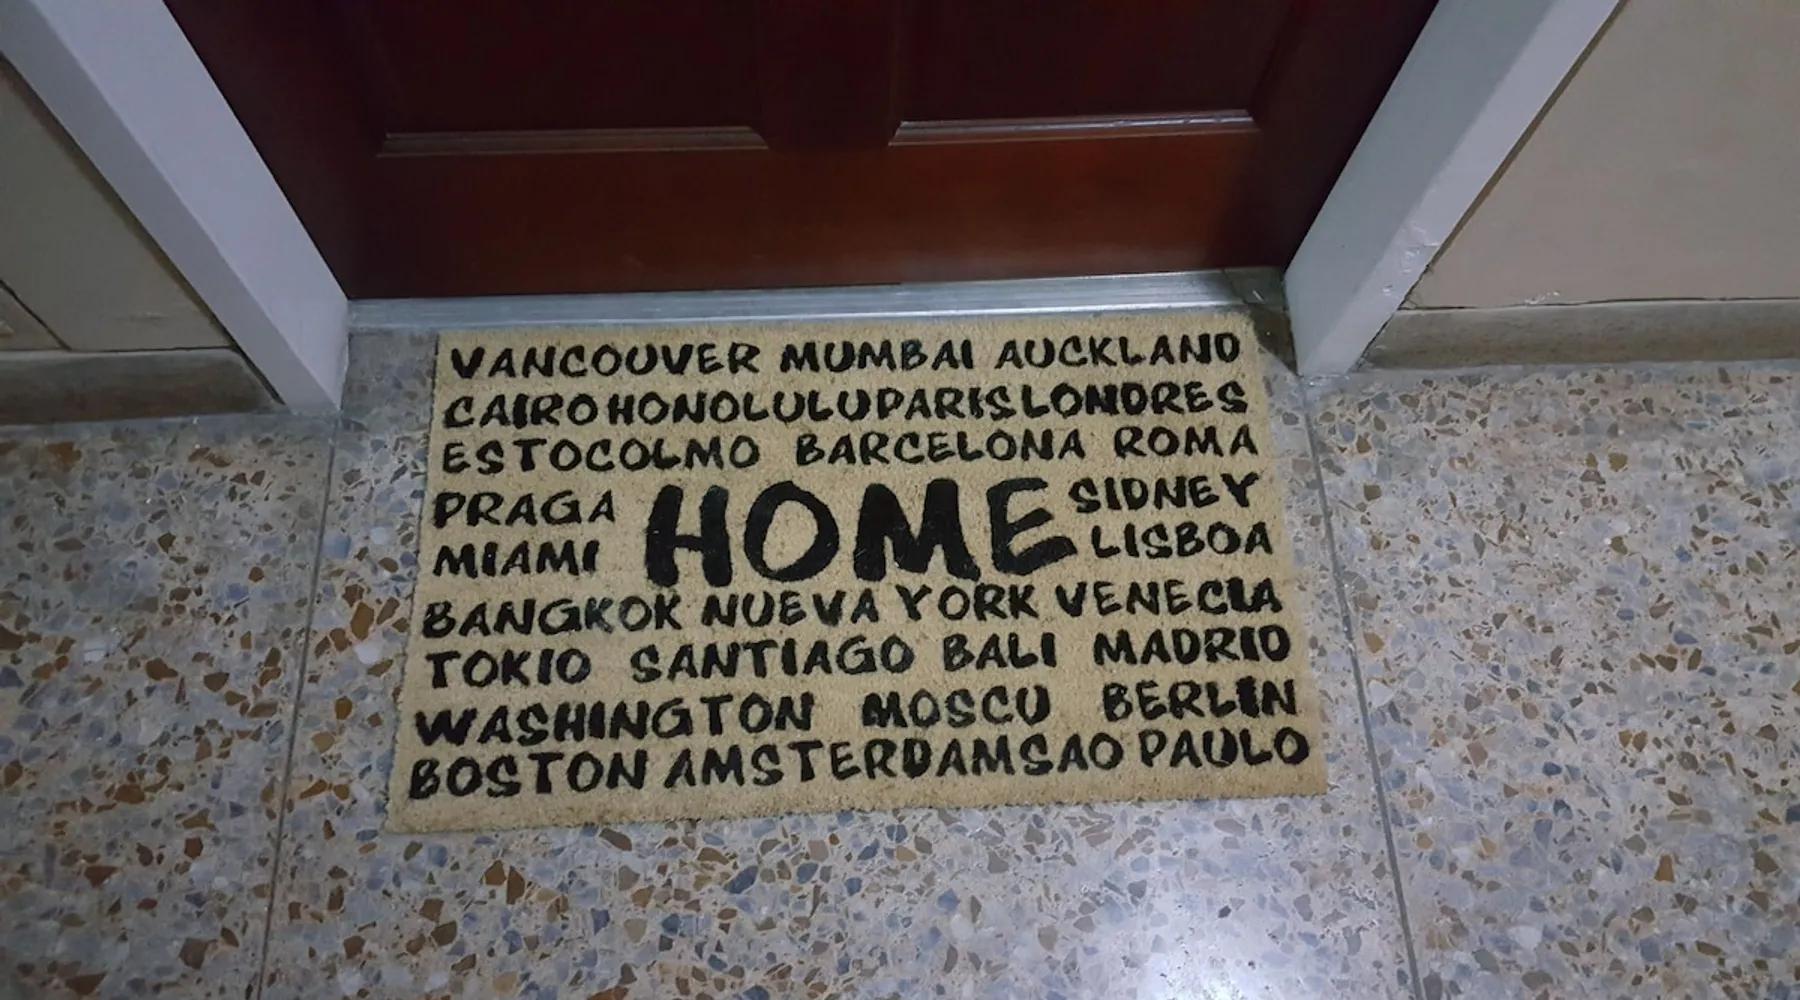 VANCOUVER MUMBAI AUCKLAND
CAIRO HONOLULU PARIS LONDRES
ESTOCOLMO BARCELONA ROMA
PRAGA HOME SIDNEY
MIAMI LISBOA
BANGKOK NUEVA YORK VENECIA
TOKIO SANTIAGO BALI MADRID
WASHINGTON MOSCU BERLIN
BOSTON AMSTERDAM SAO PAULO